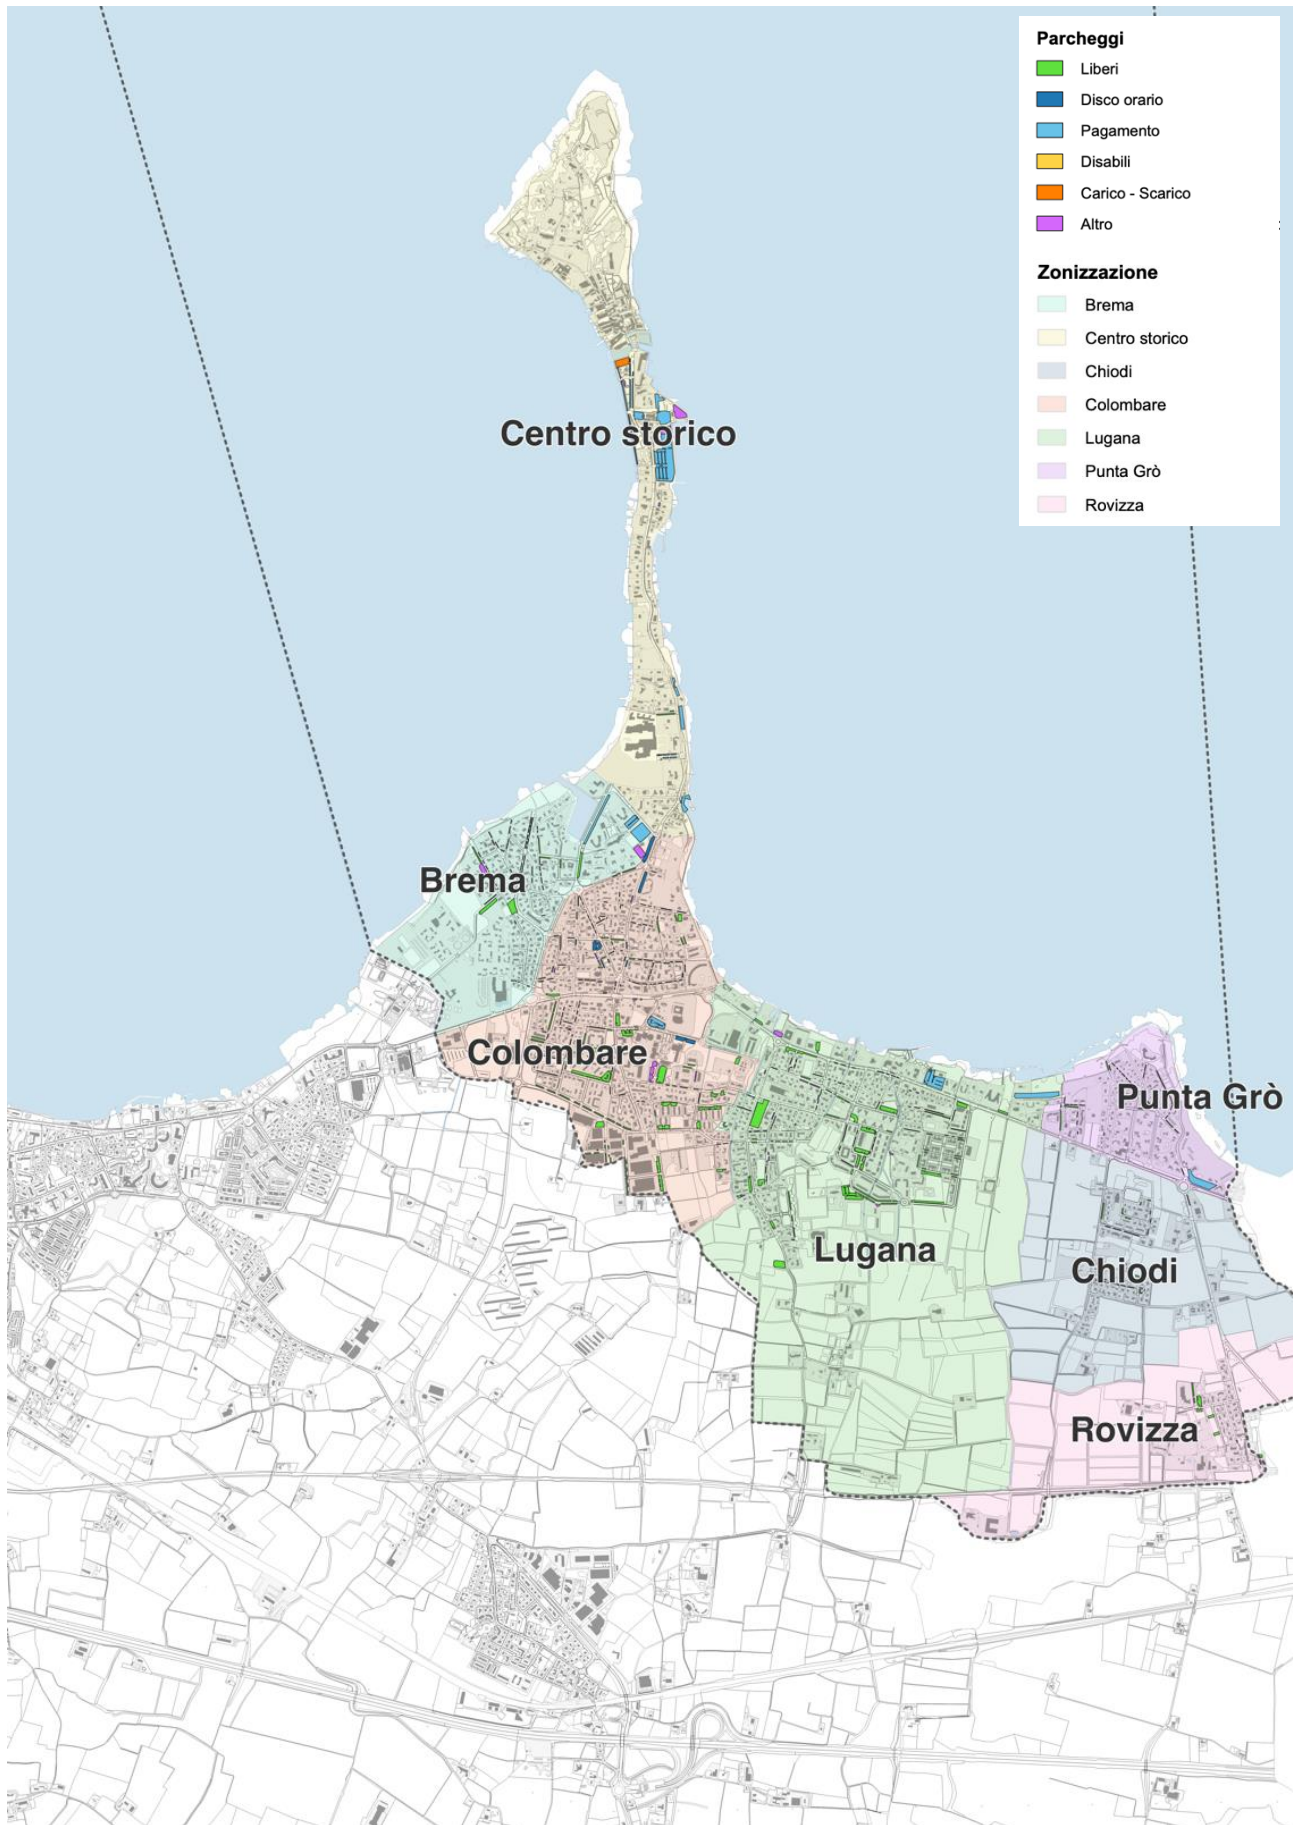 Parcheggi
Liberi
Disco orario
Pagamento
Disabili
Carico - Scarico
Altro
:
Zonizzazione
Brema
Centro storico
Chiodi
Colombare
Lugana
Punta Grò
Rovizza
Centro storico
Brema
Colombare
Punta Grò
Lugana
Chiodi
Rovizza